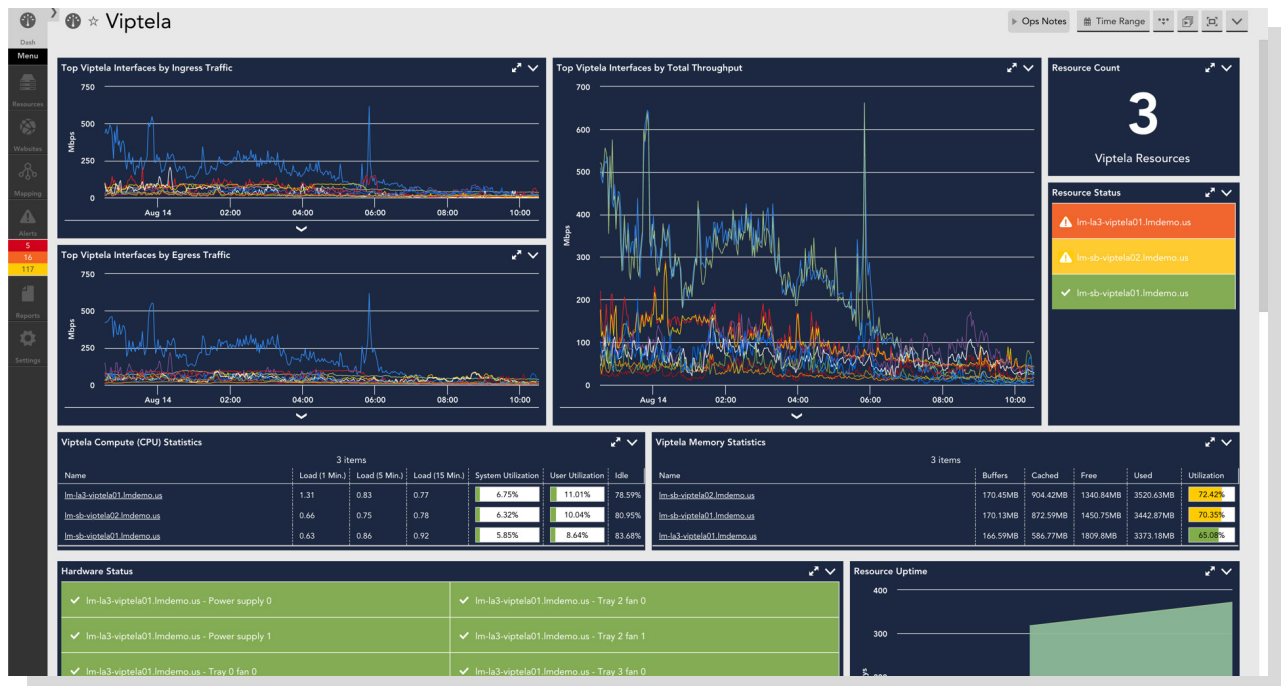 Viptela
Ops Notes
Time Range
Dash
Menu
Resources
Websites
Mapping
Alerts
5
16
117
Reports
Settings
Top Viptela Interfaces by Ingress Traffic
750
500
250
0
Mbps
Aug 14 02:00 04:00 06:00 08:00 10:00
Top Viptela Interfaces by Egress Traffic
750
500
250
0
Mbps
Aug 14 02:00 04:00 06:00 08:00 10:00
Top Viptela Interfaces by Total Throughput
700
600
500
400
300
200
100
0
Mbps
Aug 14 02:00 04:00 06:00 08:00 10:00
Resource Count
3
Viptela Resources
Resource Status
lm-la3-viptela01.lmdemo.us
lm-sb-viptela02.lmdemo.us
lm-sb-viptela01.lmdemo.us
Viptela Compute (CPU) Statistics
3 items
Name Load (1 Min.) Load (5 Min.) Load (15 Min.) System Utilization User Utilization Idle
lm-la3-viptela01.lmdemo.us 1.31 0.83 0.77 6.75% 11.01% 78.59%
lm-sb-viptela02.lmdemo.us 0.66 0.75 0.78 6.32% 10.04% 80.95%
lm-sb-viptela01.lmdemo.us 0.63 0.86 0.92 5.85% 8.64% 83.68%
Viptela Memory Statistics
3 items
Name Buffers Cached Free Used Utilization
lm-sb-viptela02.lmdemo.us 170.45MB 904.42MB 1340.84MB 3520.63MB 72.42%
lm-sb-viptela01.lmdemo.us 170.13MB 872.59MB 1450.75MB 3442.87MB 70.35%
lm-la3-viptela01.lmdemo.us 166.59MB 586.77MB 1809.8MB 3373.18MB 65.08%
Hardware Status
lm-la3-viptela01.lmdemo.us - Power supply 0
lm-la3-viptela01.lmdemo.us - Tray 2 fan 0
lm-la3-viptela01.lmdemo.us - Power supply 1
lm-la3-viptela01.lmdemo.us - Tray 2 fan 1
lm-la3-viptela01.lmdemo.us - Tray 0 fan 0
lm-la3-viptela01.lmdemo.us - Tray 3 fan 0
Resource Uptime
400
300